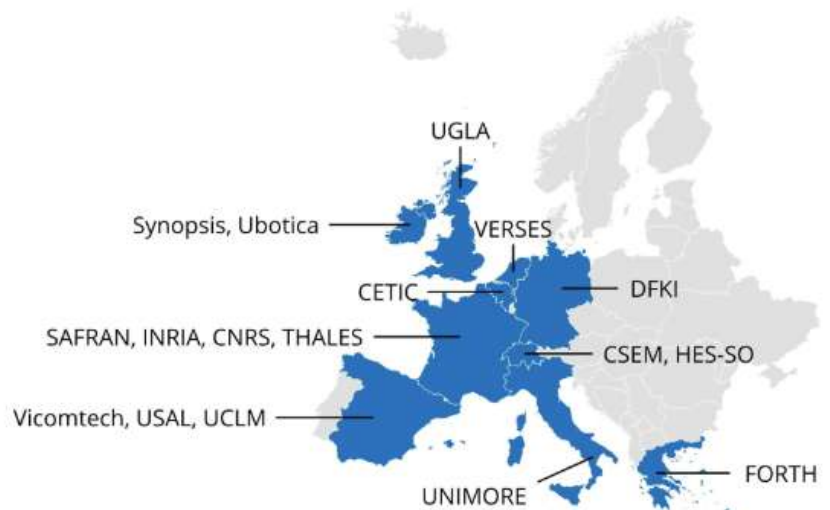 UGLA
Synopsis, Ubotica
VERSES
CETIC
DFKI
SAFRAN, INRIA, CNRS, THALES
CSEM, HES-SO
Vicomtech, USAL, UCLM
FORTH
UNIMORE